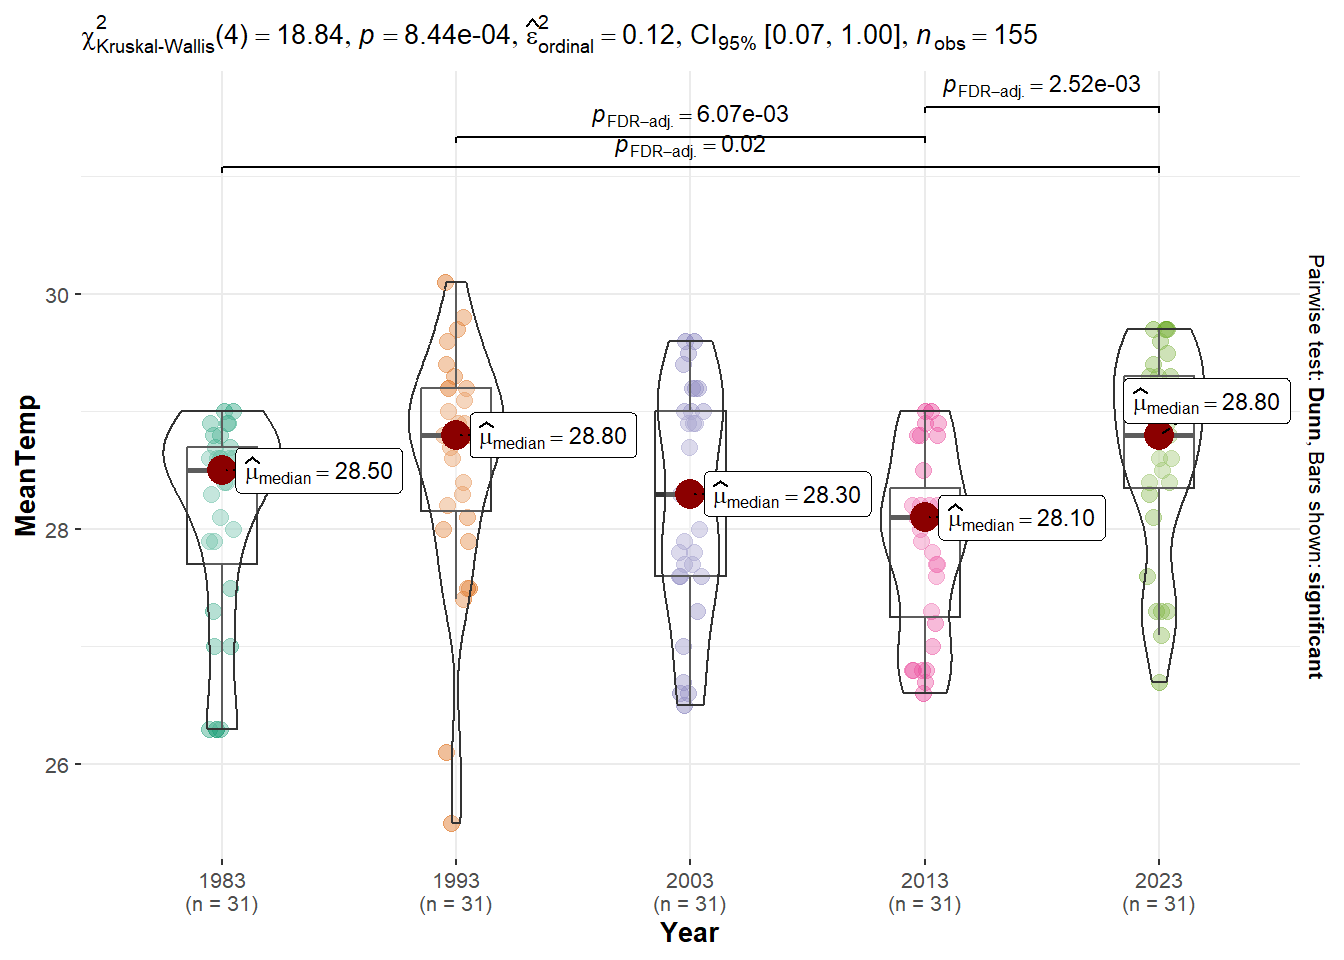 χ²Kruskal-Wallis(4) = 18.84, p = 8.44e-04, ε̂²ordinal = 0.12, CI95% [0.07, 1.00], nobs = 155
pFDR–adj. = 2.52e-03
pFDR–adj. = 6.07e-03
pFDR–adj. = 0.02
30
28
26
MeanTemp
μ̂median = 28.50
μ̂median = 28.80
μ̂median = 28.30
μ̂median = 28.10
μ̂median = 28.80
Pairwise test: Dunn, Bars shown: significant
1983
(n = 31)
1993
(n = 31)
2003
(n = 31)
2013
(n = 31)
2023
(n = 31)
Year